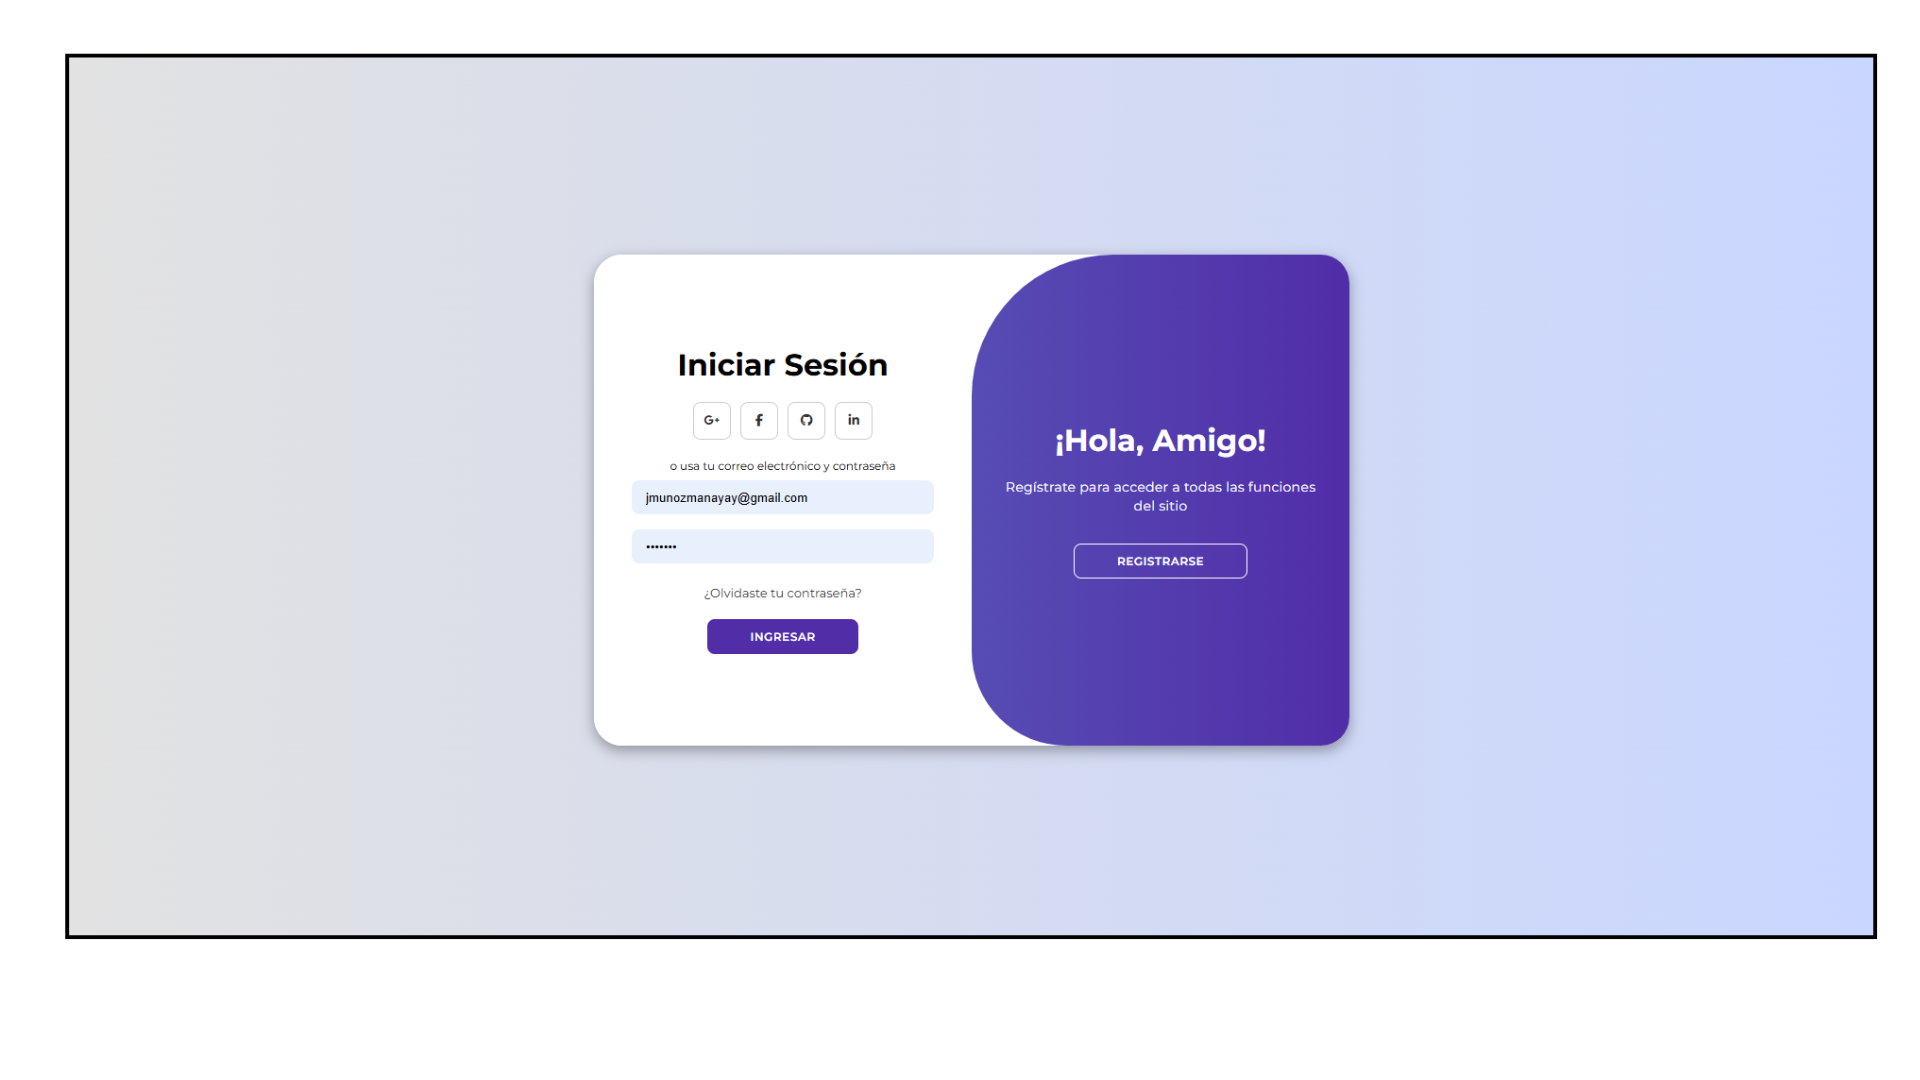 Iniciar Sesión
G+
f
in
o usa tu correo electrónico y contraseña
jmunozmanayay@gmail.com
•••••••
¿Olvidaste tu contraseña?
INGRESAR
¡Hola, Amigo!
Regístrate para acceder a todas las funciones
del sitio
REGISTRARSE